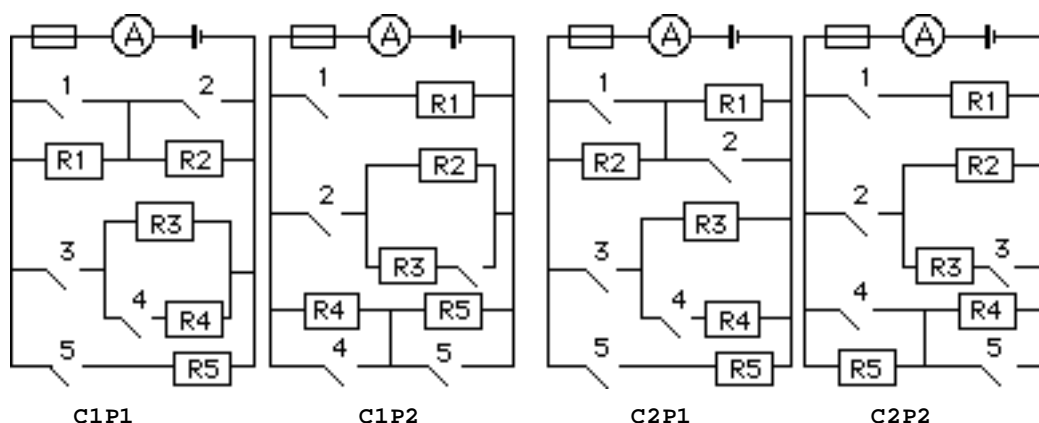 A A A A
1 2 1 1 1
R1 R1 R1
R1 R2 R2 R2 2 R2
2 2
R3 R3
3 R3 3 R3 3
4 R4 R4 R5 4 R4 4 R4
5 R5 4 5 5 R5 R5 5
C1P1 C1P2 C2P1 C2P2